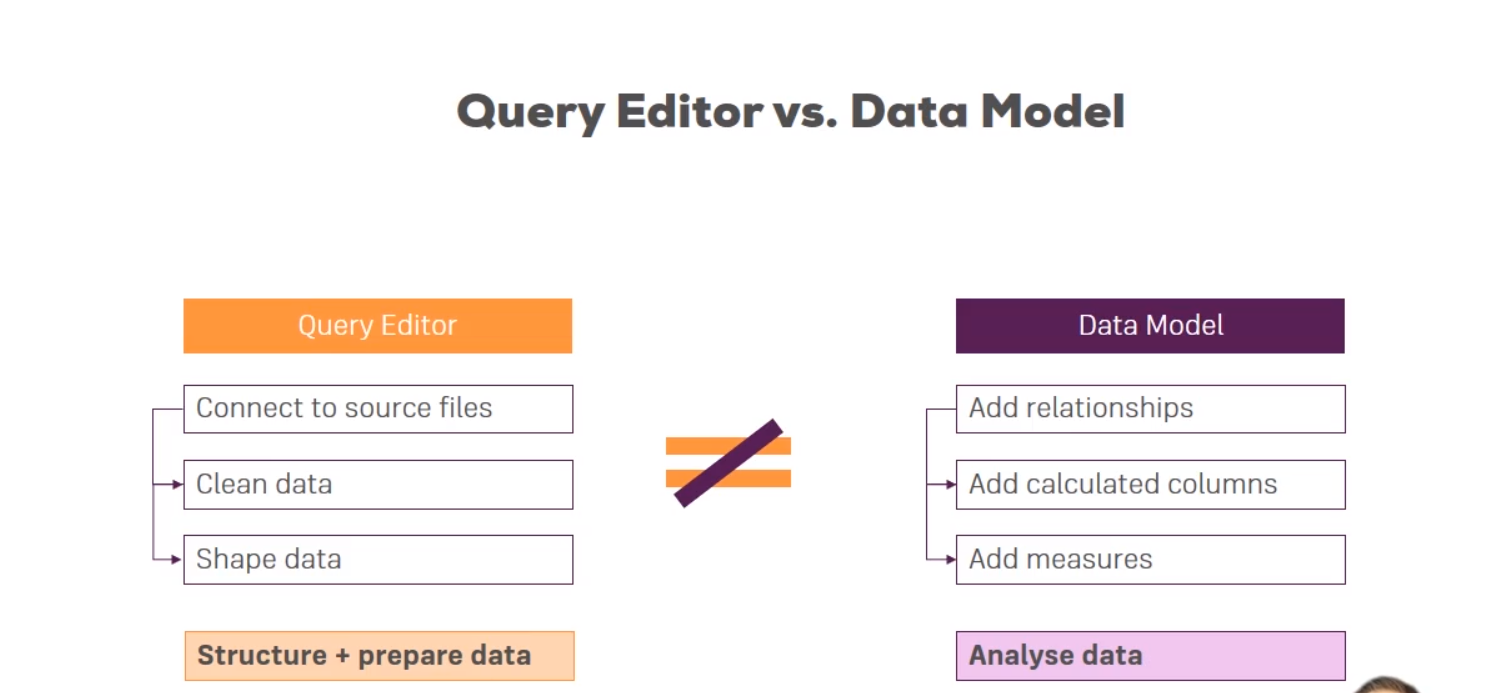 Query Editor vs. Data Model
Query Editor
Connect to source files
Clean data
Shape data
Structure + prepare data
Data Model
Add relationships
Add calculated columns
Add measures
Analyse data